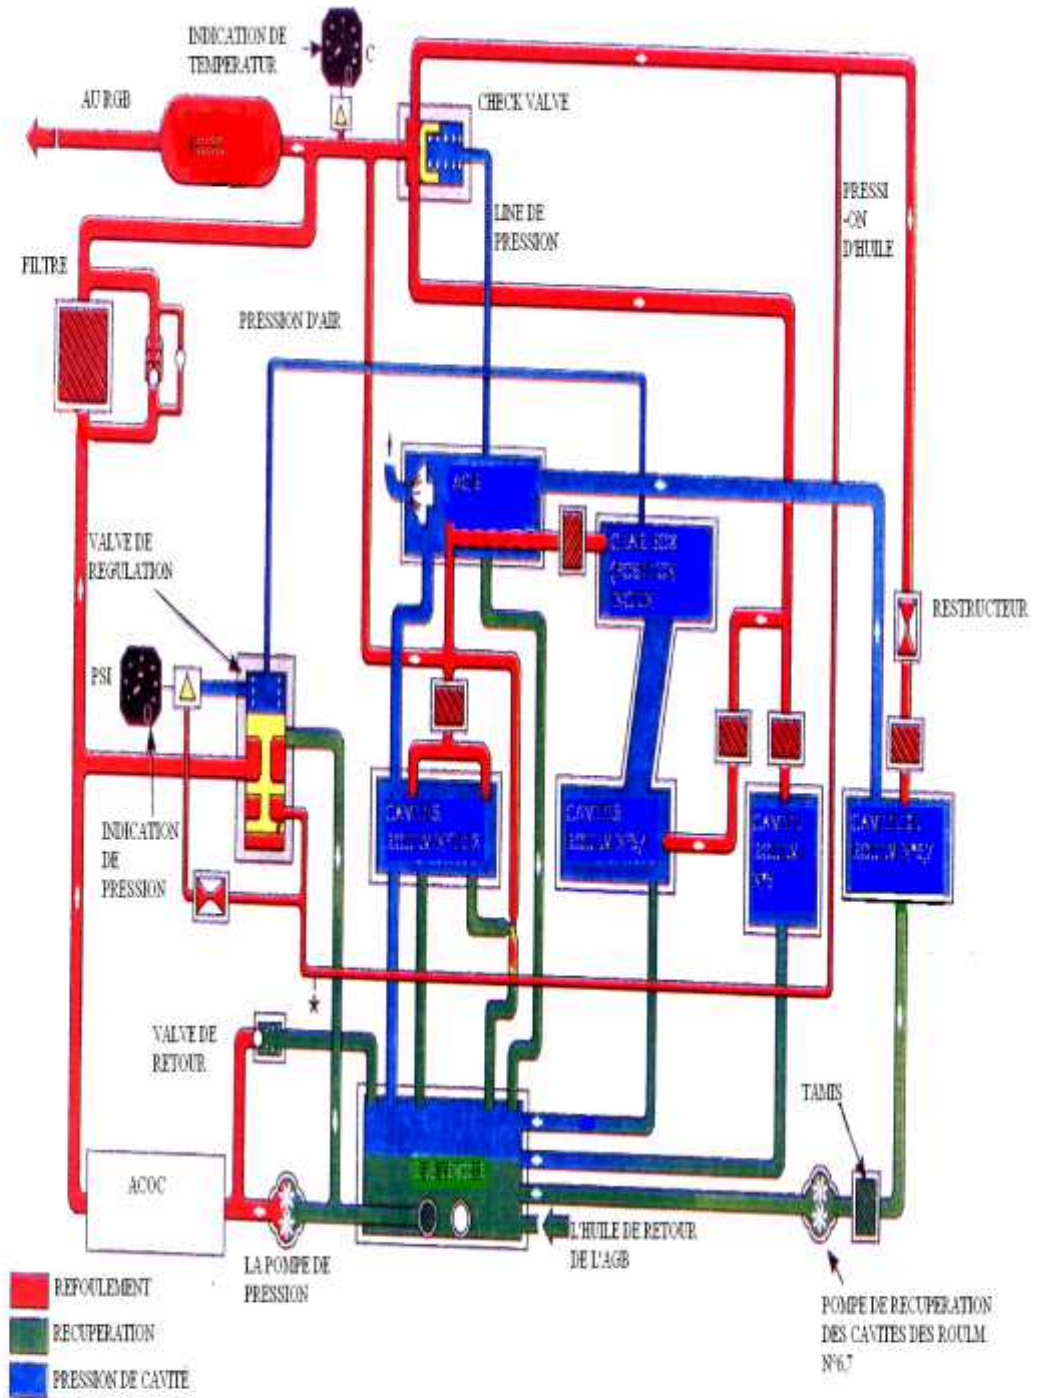 INDICATION DE
TEMPERATUR
C
AU RGB
CHECK VALVE
PRESSI
-ON
D'HUILE
LINE DE
PRESSION
FILTRE
PRESSION D'AIR
VALVE DE
REGULATION
RESTRUCTEUR
PSI
INDICATION
DE
PRESSION
VALVE DE
RETOUR
TAMIS
ACOC
L'HUILE DE RETOUR
DE L'AGB
LA POMPE DE
PRESSION
POMPE DE RECUPERATION
DES CAVITES DES ROULM.
N°6.7
REFOULEMENT
RECUPERATION
PRESSION DE CAVITÉ